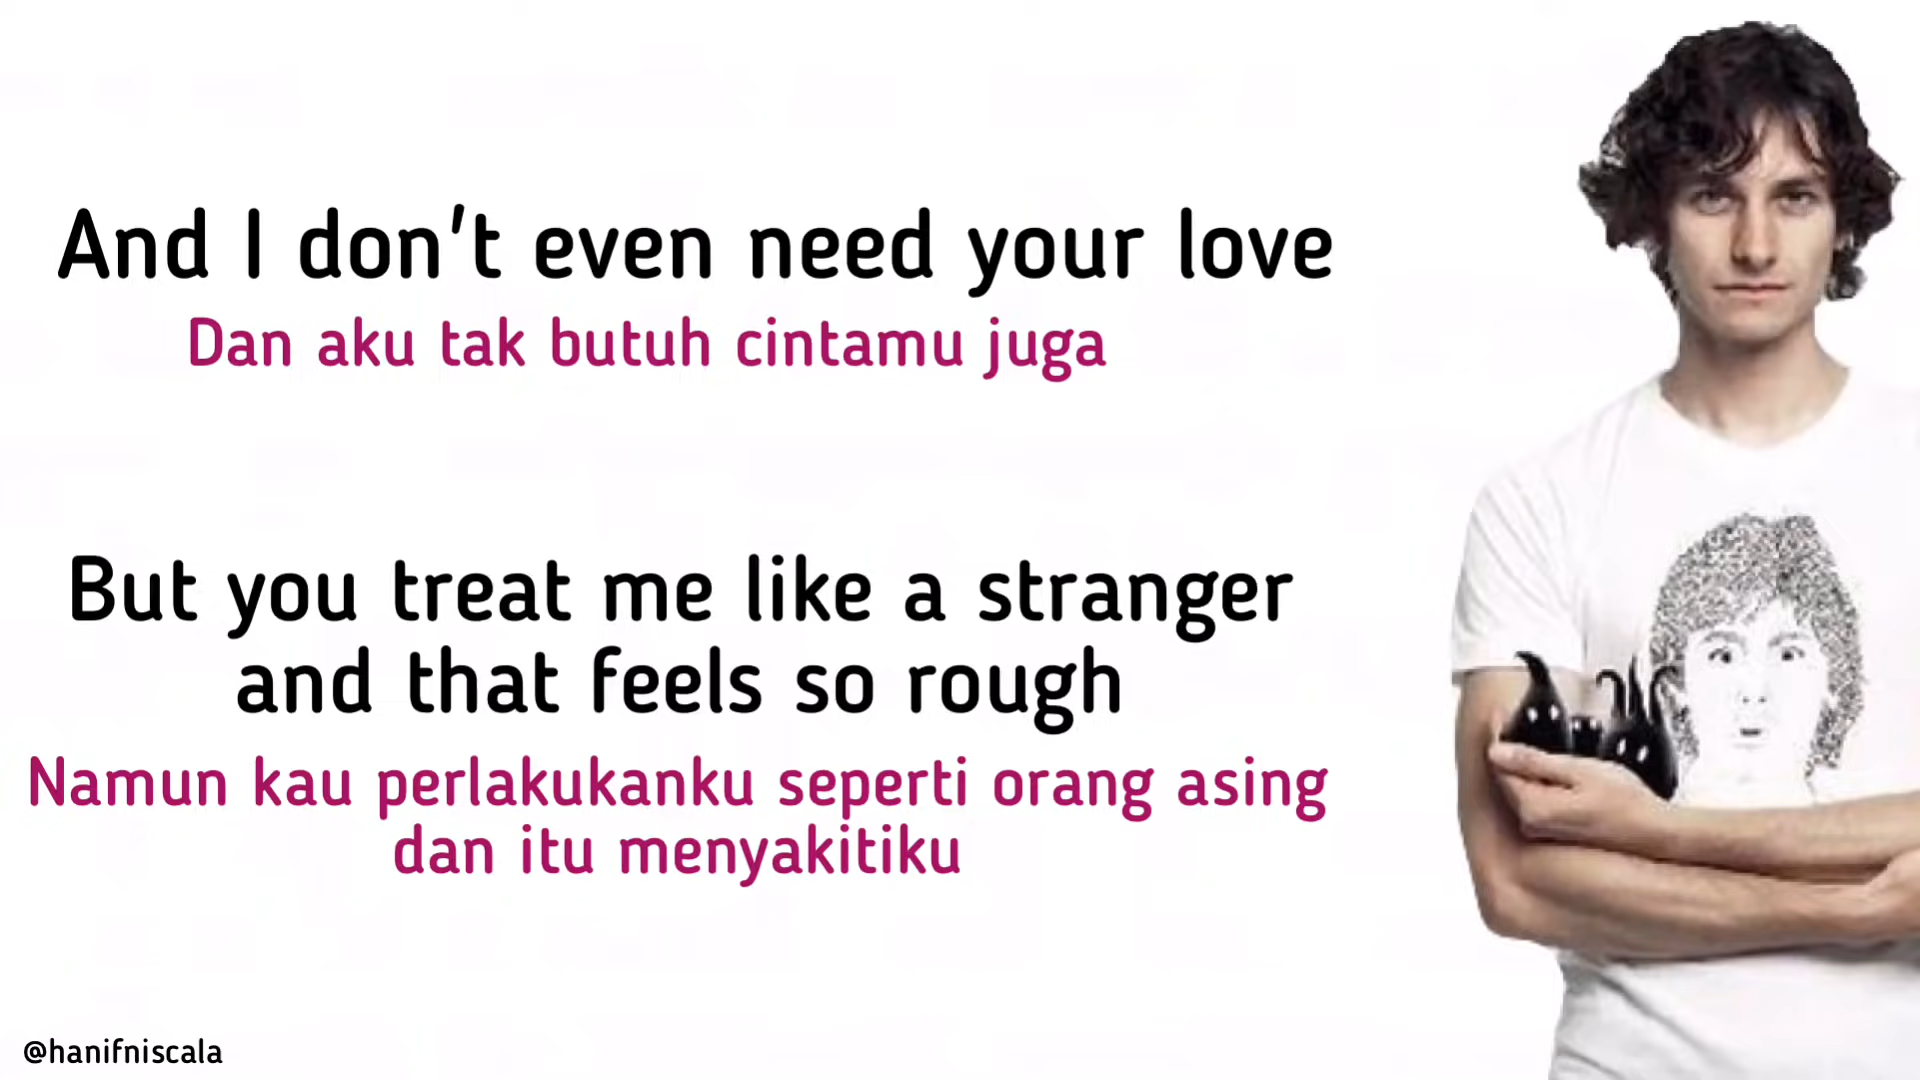 And I don't even need your love
Dan aku tak butuh cintamu juga
But you treat me like a stranger
and that feels so rough
Namun kau perlakukanku seperti orang asing
dan itu menyakitiku
@hanifniscala